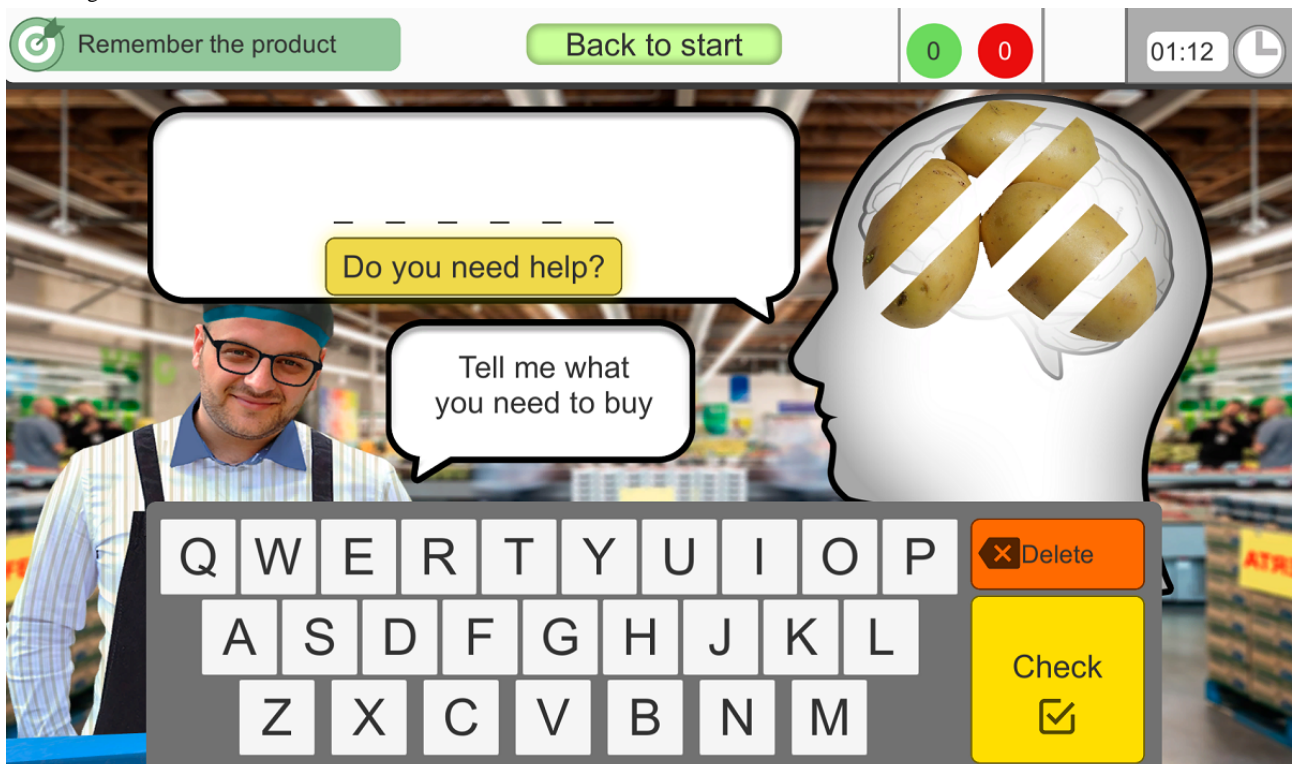 Remember the product
Back to start
0
0
01:12
_ _ _ _ _ _
Do you need help?
Tell me what
you need to buy
Q W E R T Y U I O P
Delete
A S D F G H J K L
Check
Z X C V B N M